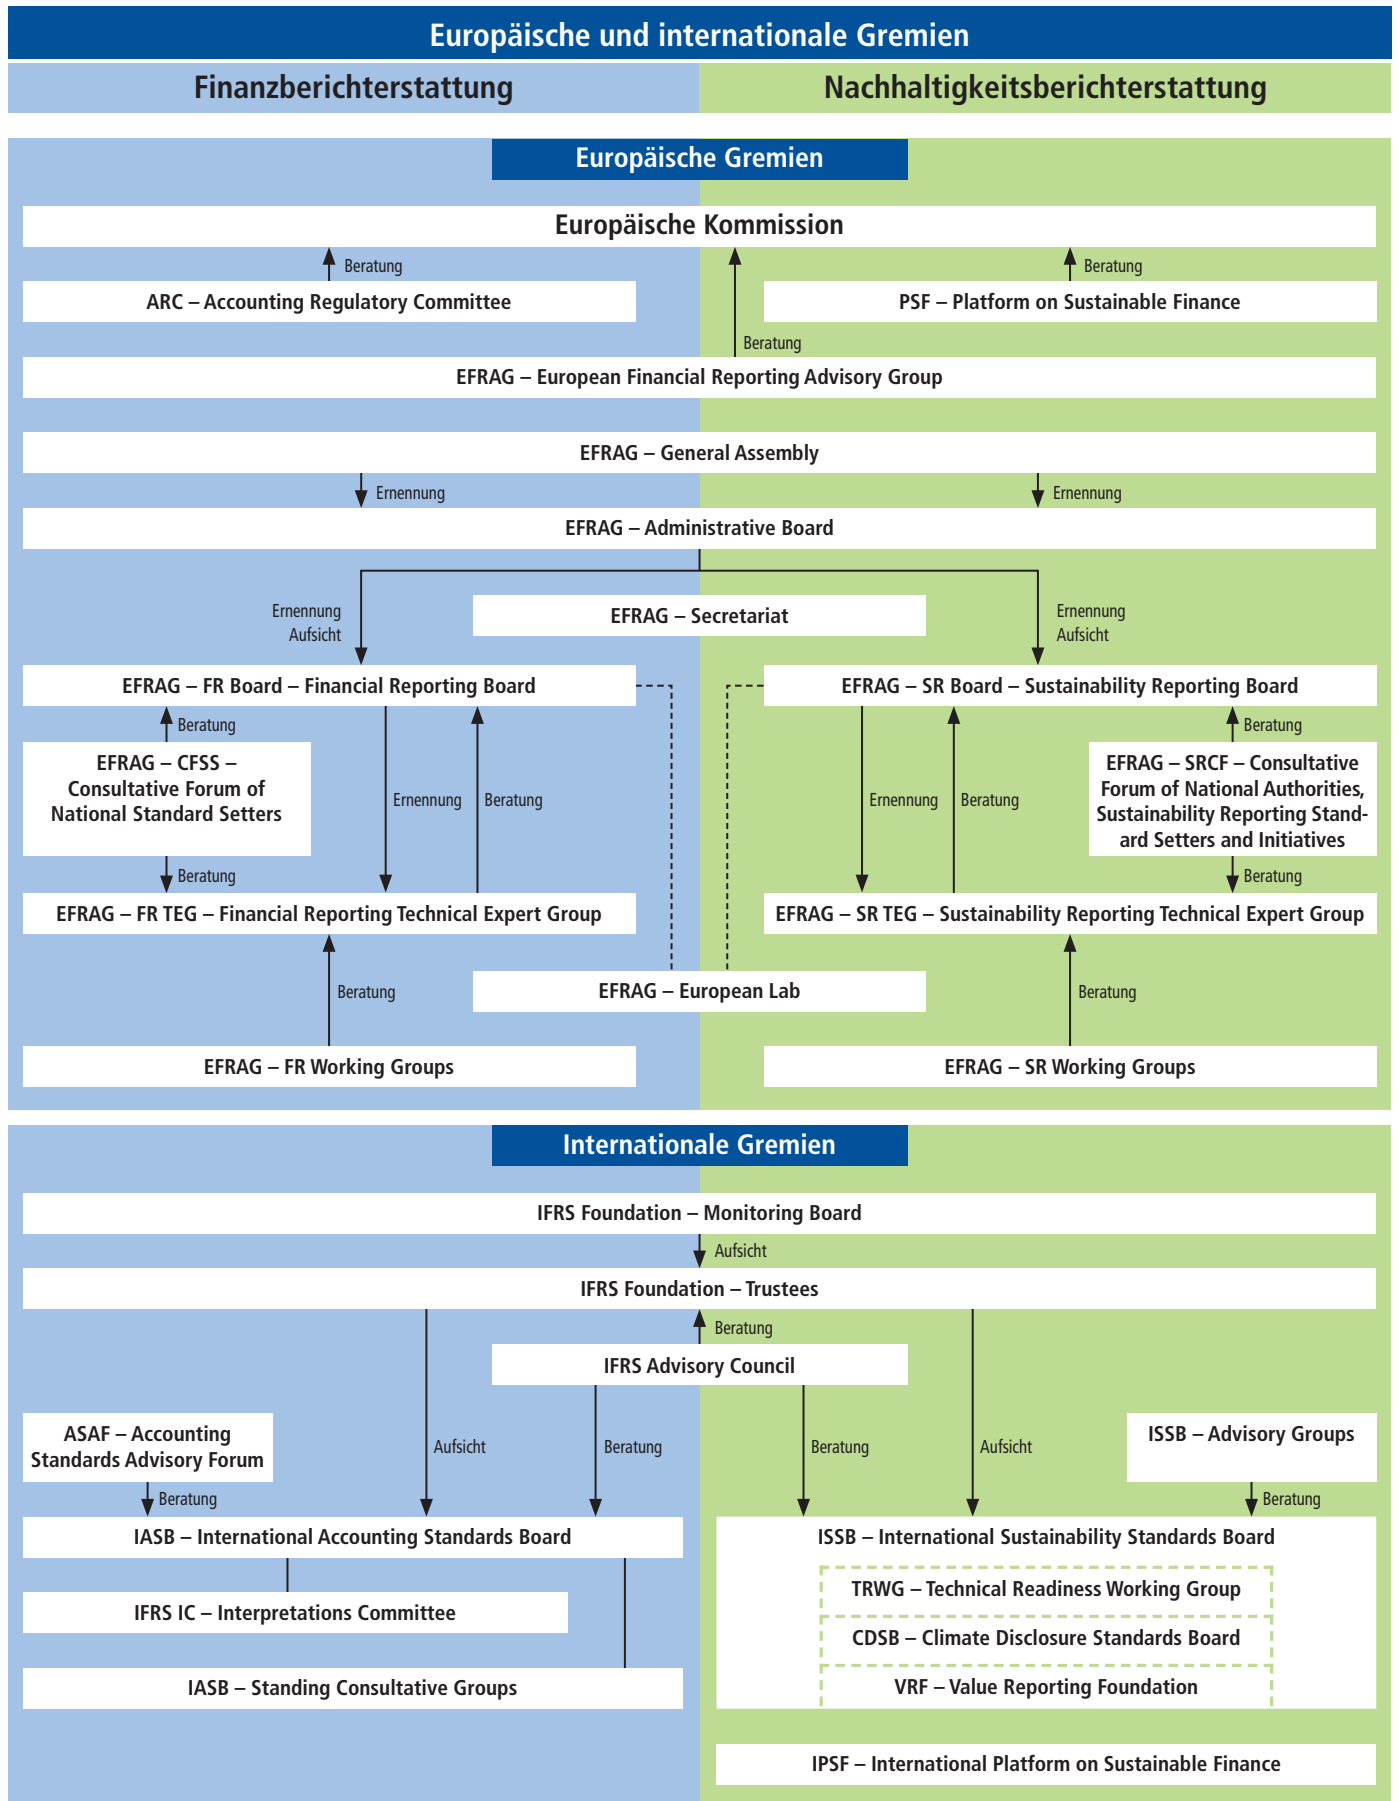 Europäische und internationale Gremien
Finanzberichterstattung
Nachhaltigkeitsberichterstattung
Europäische Gremien
Europäische Kommission
Beratung
Beratung
ARC – Accounting Regulatory Committee
PSF – Platform on Sustainable Finance
Beratung
EFRAG – European Financial Reporting Advisory Group
EFRAG – General Assembly
Ernennung
Ernennung
EFRAG – Administrative Board
Ernennung
Aufsicht
EFRAG – Secretariat
Ernennung
Aufsicht
EFRAG – FR Board – Financial Reporting Board
EFRAG – SR Board – Sustainability Reporting Board
Beratung
Beratung
EFRAG – CFSS –
Consultative Forum of
National Standard Setters
Ernennung
Beratung
Ernennung
Beratung
EFRAG – SRCF – Consultative
Forum of National Authorities,
Sustainability Reporting Stand-
ard Setters and Initiatives
Beratung
Beratung
EFRAG – FR TEG – Financial Reporting Technical Expert Group
EFRAG – SR TEG – Sustainability Reporting Technical Expert Group
Beratung
EFRAG – European Lab
Beratung
EFRAG – FR Working Groups
EFRAG – SR Working Groups
Internationale Gremien
IFRS Foundation – Monitoring Board
Aufsicht
IFRS Foundation – Trustees
Beratung
IFRS Advisory Council
ASAF – Accounting
Standards Advisory Forum
Aufsicht
Beratung
Beratung
Aufsicht
ISSB – Advisory Groups
Beratung
Beratung
IASB – International Accounting Standards Board
ISSB – International Sustainability Standards Board
TRWG – Technical Readiness Working Group
IFRS IC – Interpretations Committee
CDSB – Climate Disclosure Standards Board
IASB – Standing Consultative Groups
VRF – Value Reporting Foundation
IPSF – International Platform on Sustainable Finance